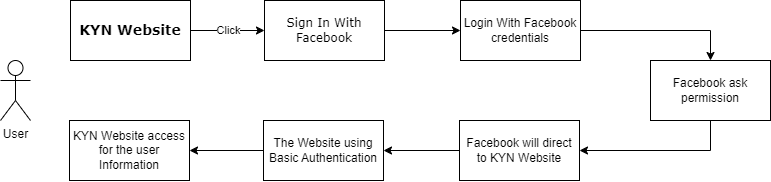 KYN Website
Click
Sign In With
Facebook
Login With Facebook
credentials
Facebook ask
permission
User
KYN Website access
for the user
Information
The Website using
Basic Authentication
Facebook will direct
to KYN Website